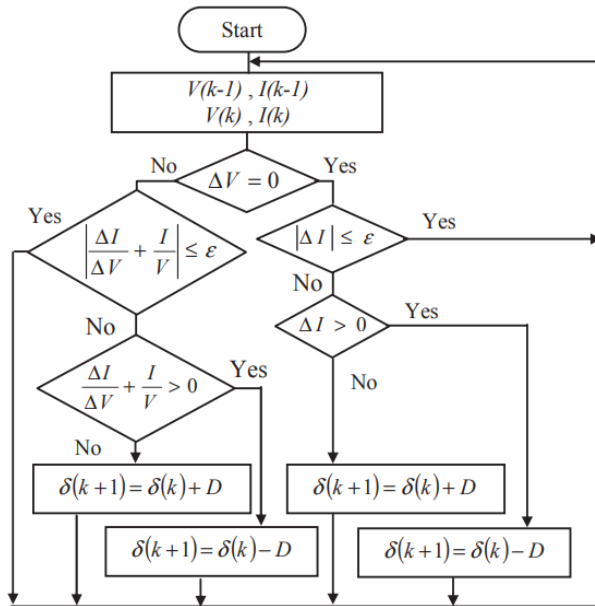 Start
V(k-1) , I(k-1)
V(k) , I(k)
No
Yes
ΔV = 0
Yes
|ΔI/ΔV + I/V| ≤ ε
|ΔI| ≤ ε
Yes
No
No
ΔI > 0
Yes
ΔI/ΔV + I/V > 0
Yes
No
No
δ(k+1)=δ(k)+D
δ(k+1)=δ(k)+D
δ(k+1)=δ(k)−D
δ(k+1)=δ(k)−D